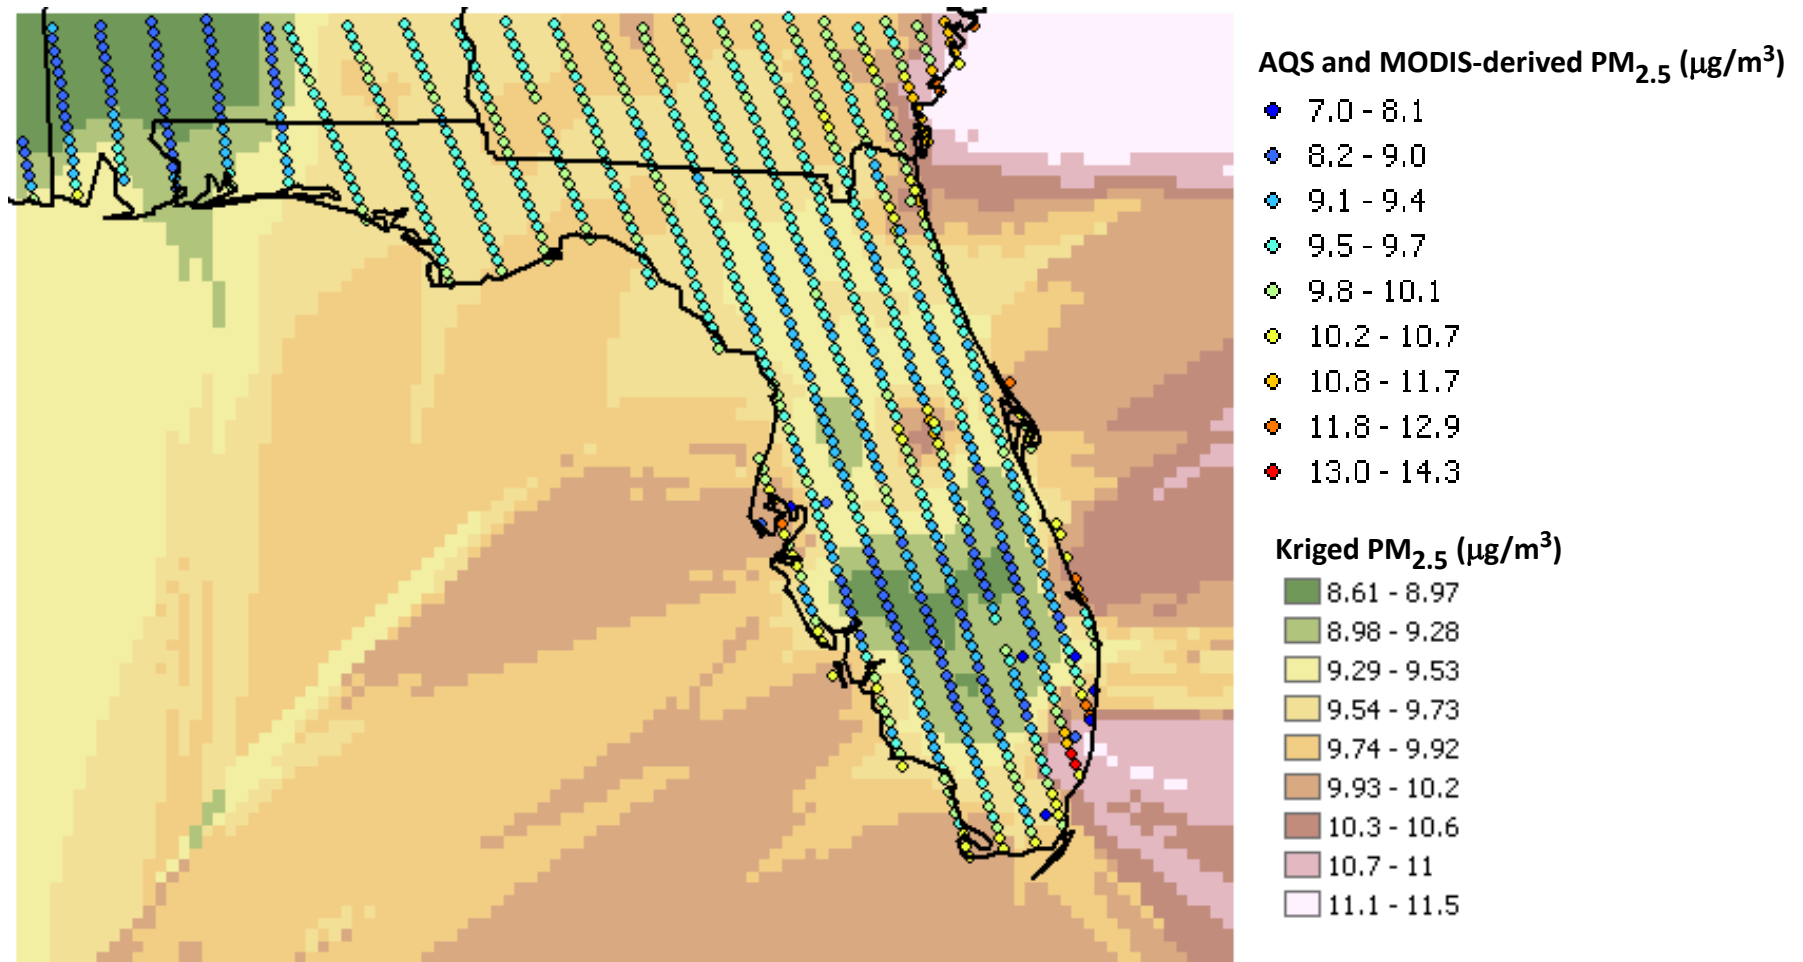 AQS and MODIS-derived PM2.5 (μg/m3)
7.0 - 8.1
8.2 - 9.0
9.1 - 9.4
9.5 - 9.7
9.8 - 10.1
10.2 - 10.7
10.8 - 11.7
11.8 - 12.9
13.0 - 14.3
Kriged PM2.5 (μg/m3)
8.61 - 8.97
8.98 - 9.28
9.29 - 9.53
9.54 - 9.73
9.74 - 9.92
9.93 - 10.2
10.3 - 10.6
10.7 - 11
11.1 - 11.5